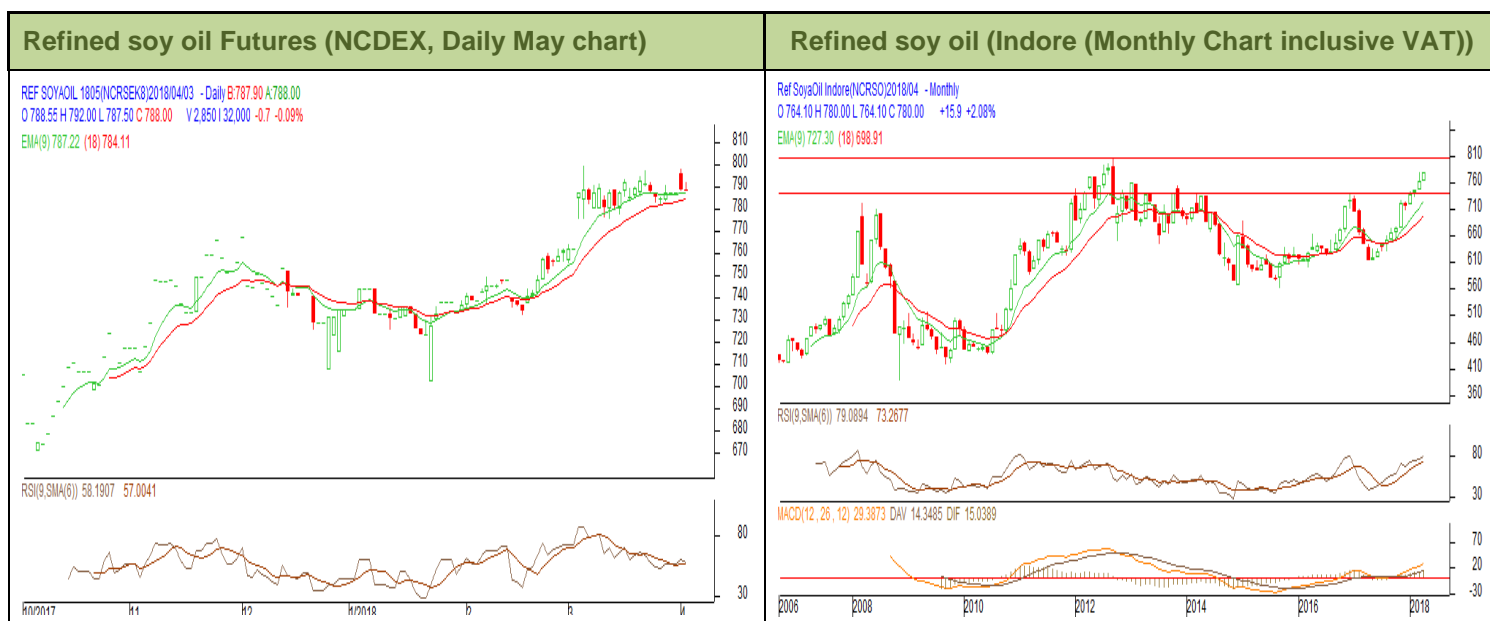 Refined soy oil Futures (NCDEX, Daily May chart)
REF SOYAOIL 1805(NCRSEK8)2018/04/03 - Daily B:787.90 A:788.00
O 788.55 H 792.00 L 787.50 C 788.00 V 2,850 I 32,000 -0.7 -0.09%
EMA(9) 787.22 (18) 784.11
810
800
790
780
770
760
750
740
730
720
710
700
690
680
670
RSI(9,SMA(6)) 58.1907 57.0041
80
30
10/2017 11 12 1/2018 2 3 4
Refined soy oil (Indore (Monthly Chart inclusive VAT))
Ref SoyaOil Indore(NCRSO)2018/04 - Monthly
O 764.10 H 780.00 L 764.10 C 780.00 +15.9 +2.08%
EMA(9) 727.30 (18) 698.91
810
760
710
660
610
560
510
460
410
360
RSI(9,SMA(6)) 79.0894 73.2677
80
30
MACD(12 , 26 , 12) 29.3873 DAV 14.3485 DIF 15.0389
70
20
-30
2006 2008 2010 2012 2014 2016 2018